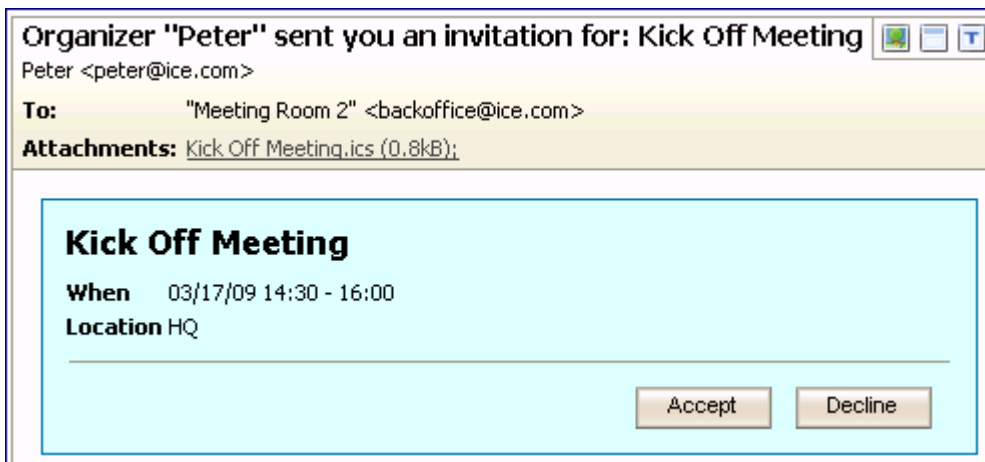 Organizer "Peter" sent you an invitation for: Kick Off Meeting
T
Peter <peter@ice.com>
To: "Meeting Room 2" <backoffice@ice.com>
Attachments: Kick Off Meeting.ics (0.8kB);
Kick Off Meeting
When 03/17/09 14:30 - 16:00
Location HQ
Accept Decline